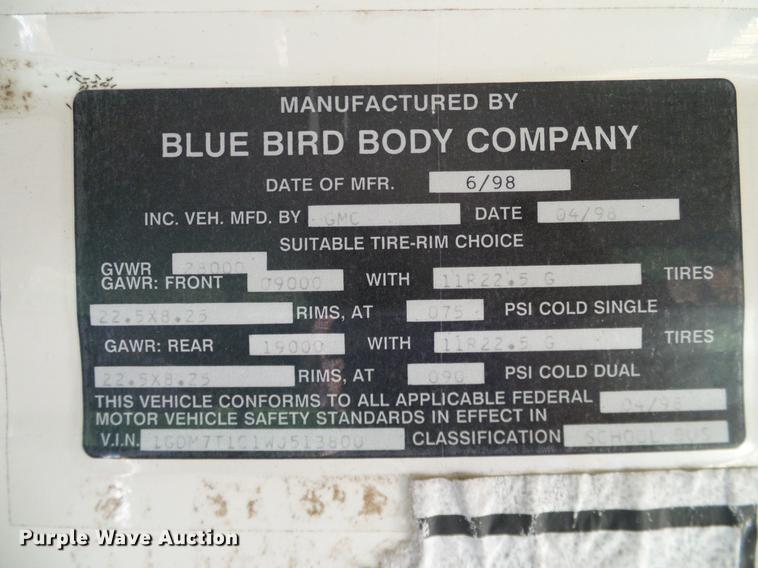 MANUFACTURED BY
BLUE BIRD BODY COMPANY
DATE OF MFR. 6/98
INC. VEH. MFD. BY GMC DATE 04/98
SUITABLE TIRE-RIM CHOICE
GVWR 28000
GAWR: FRONT 09000 WITH 11R22.5 G TIRES
22.5X8.25 RIMS, AT 075 PSI COLD SINGLE
GAWR: REAR 19000 WITH 11R22.5 G TIRES
22.5X8.25 RIMS, AT 090 PSI COLD DUAL
THIS VEHICLE CONFORMS TO ALL APPLICABLE FEDERAL 04/98
MOTOR VEHICLE SAFETY STANDARDS IN EFFECT IN
V.I.N. CLASSIFICATION SCHOOL BUS
Purple Wave Auction